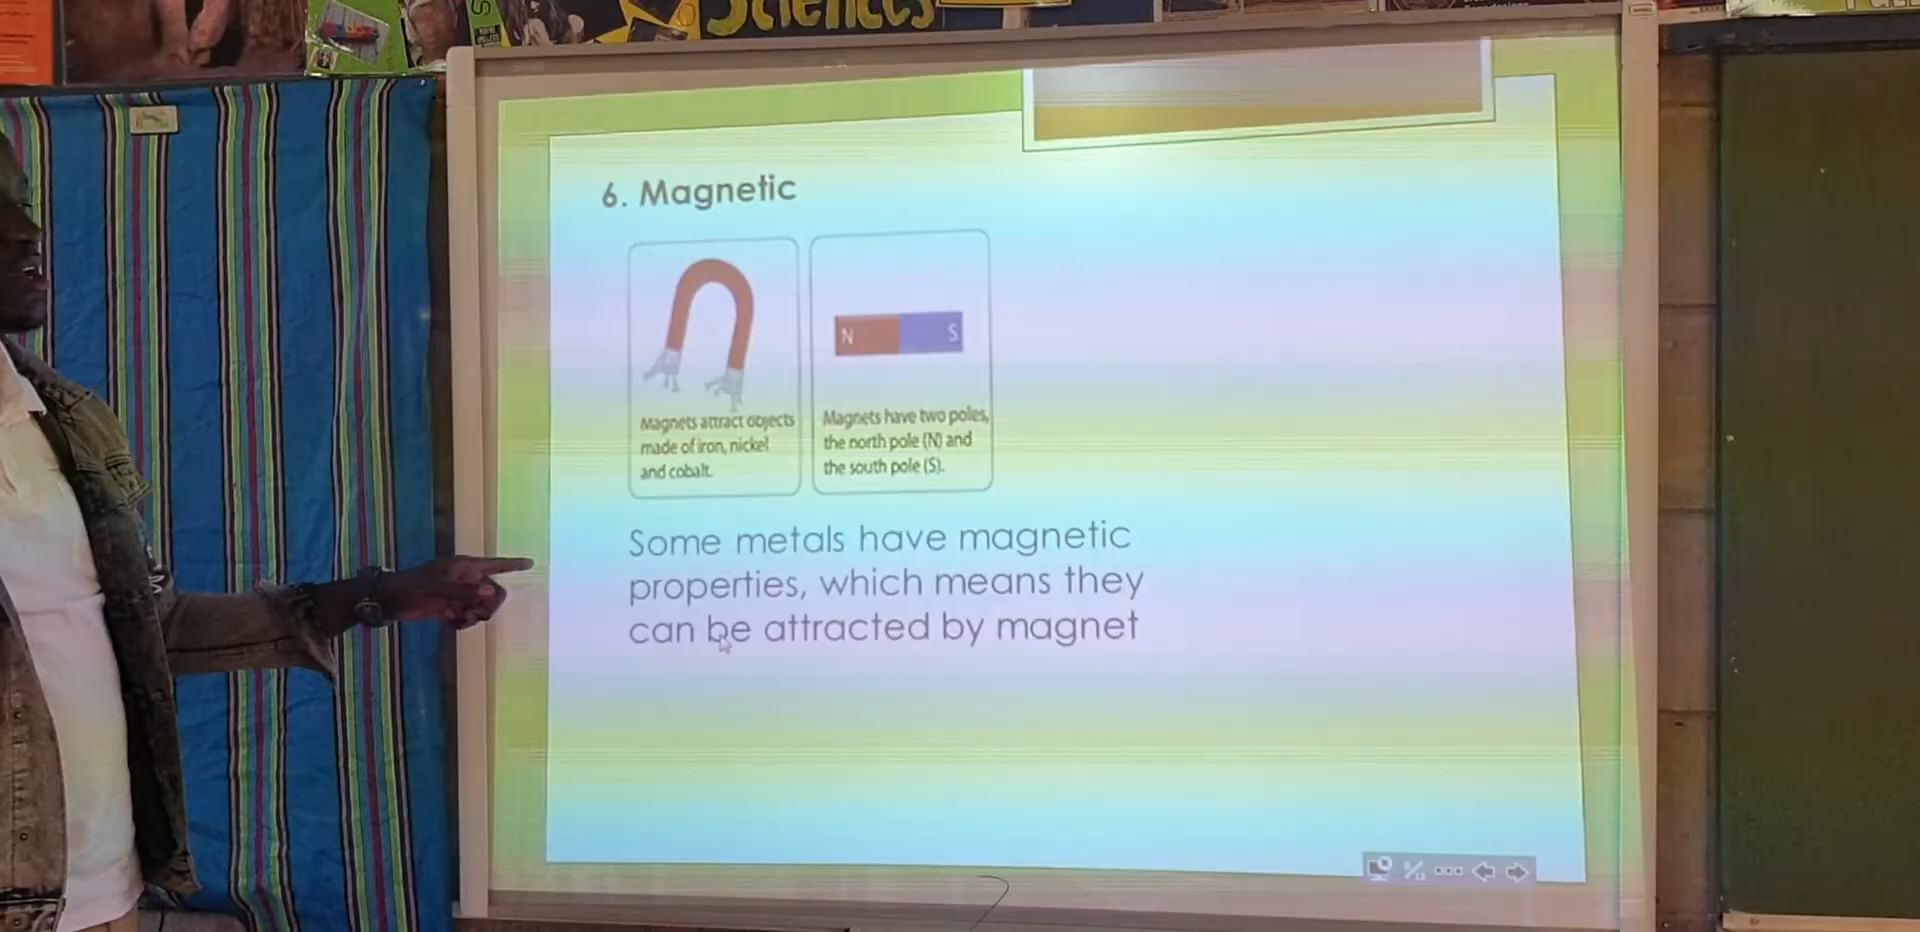 Sciences
6. Magnetic
N S
Magnets attract objects
made of iron, nickel
and cobalt.
Magnets have two poles,
the north pole (N) and
the south pole (S).
Some metals have magnetic
properties, which means they
can be attracted by magnet